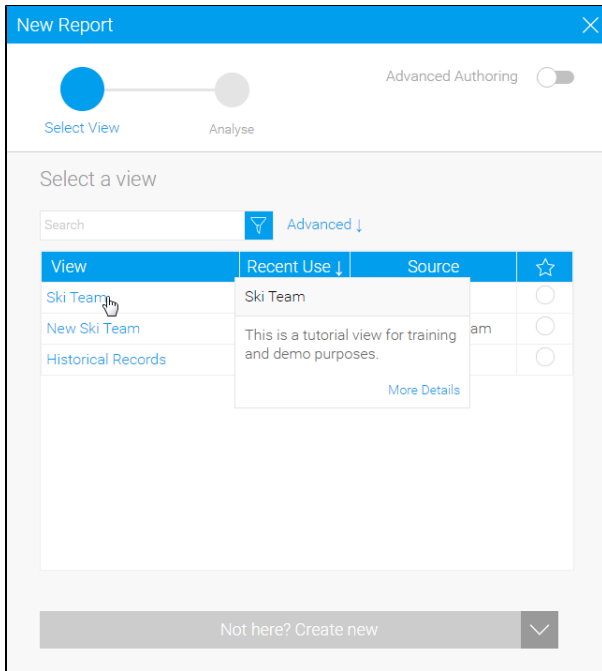 New Report
Advanced Authoring
Select View
Analyse
Select a view
Search
Advanced ↓
View Recent Use ↓ Source
Ski Team
Ski Team
New Ski Team
am
This is a tutorial view for training
and demo purposes.
Historical Records
More Details
Not here? Create new